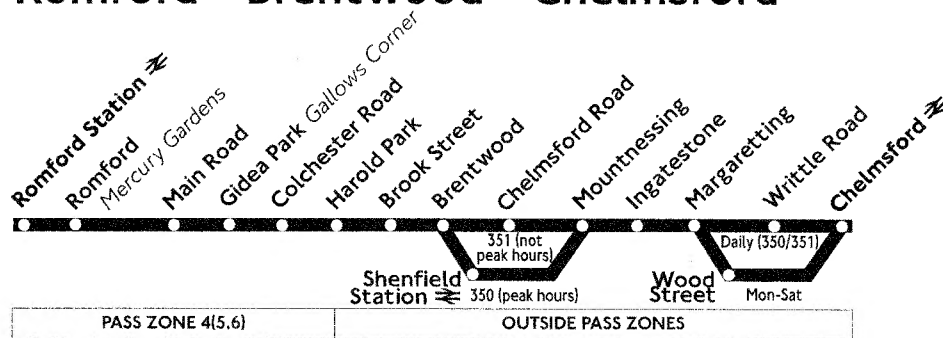 Romford - Brentwood - Chelmsford
Romford Station
Romford
Mercury Gardens
Main Road
Gidea Park Gallows Corner
Colchester Road
Harold Park
Brook Street
Brentwood
Chelmsford Road
Mountnessing
Ingatestone
Margaretting
Writtle Road
Chelmsford
351 (not
peak hours)
Daily (350/351)
Shenfield
Station
350 (peak hours)
Wood
Street
Mon-Sat
PASS ZONE 4(5,6)
OUTSIDE PASS ZONES